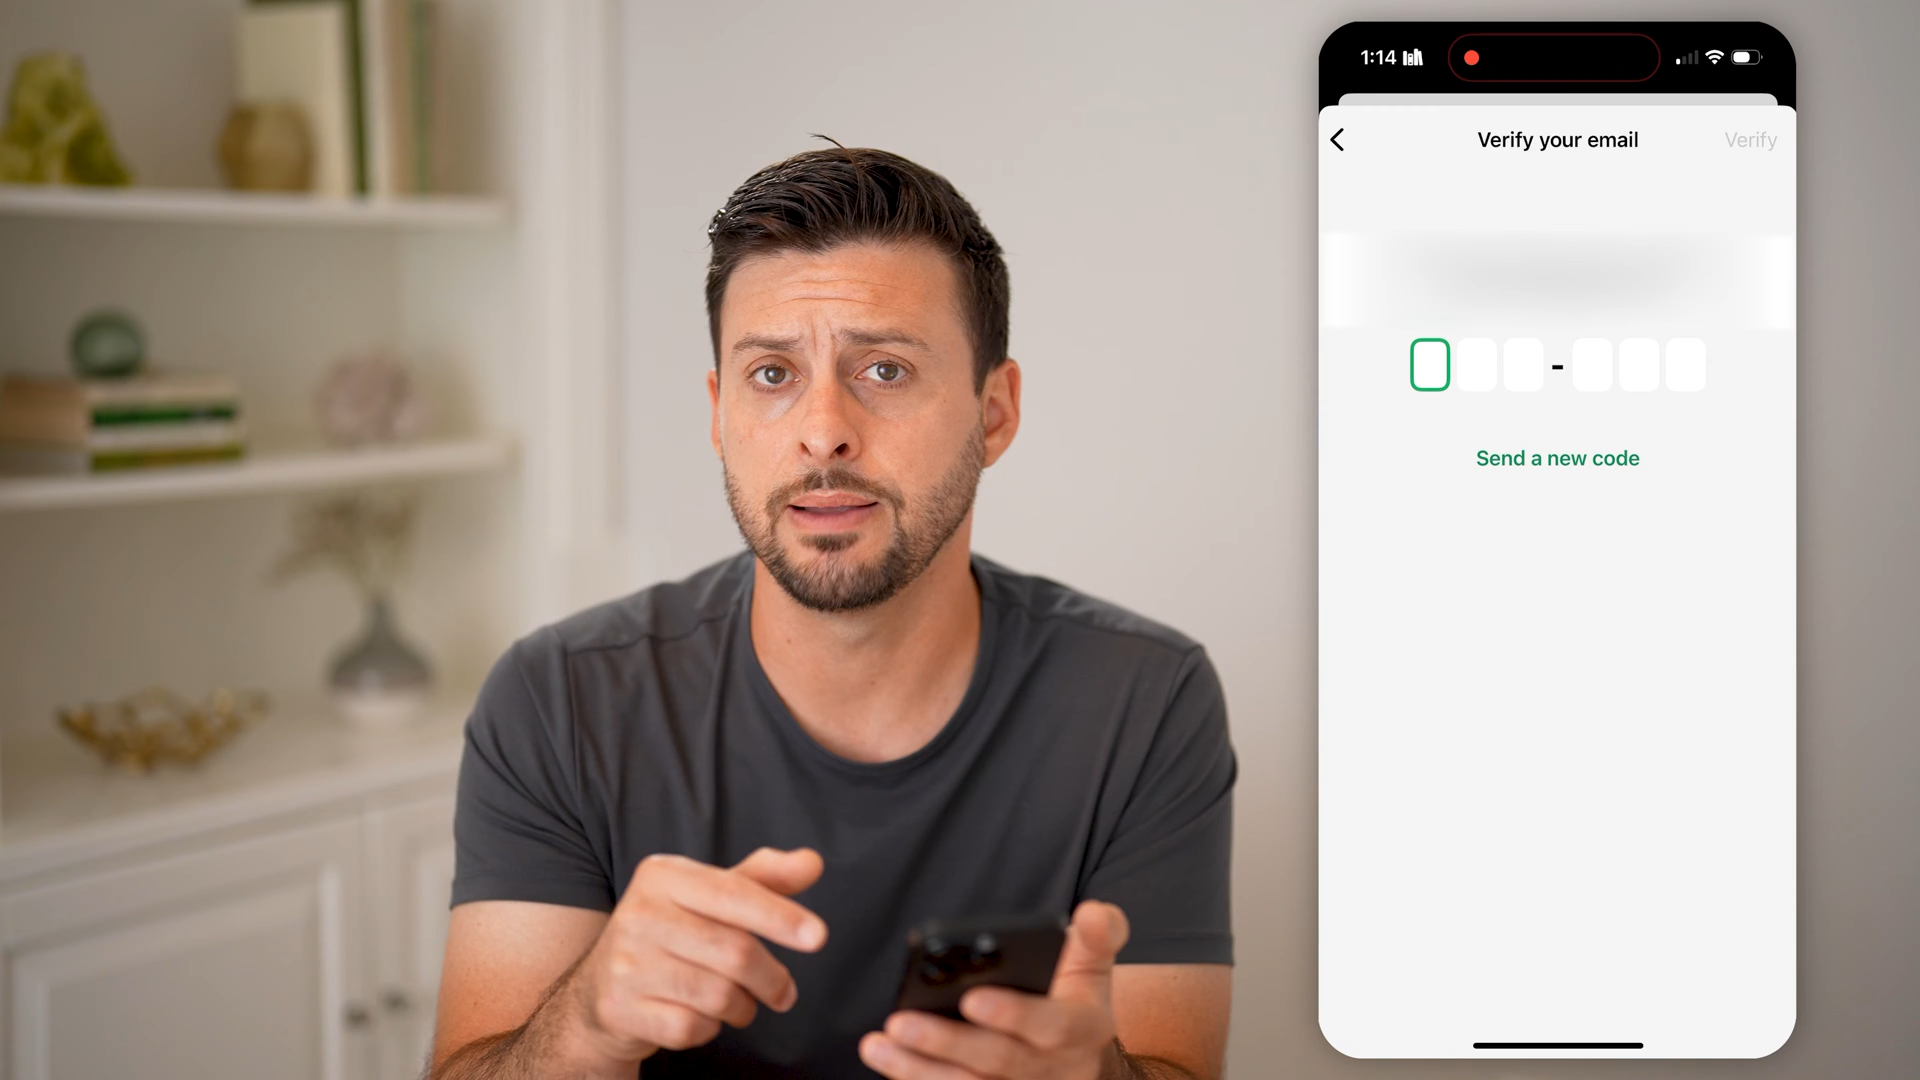 1:14
Verify your email
Verify
-
Send a new code